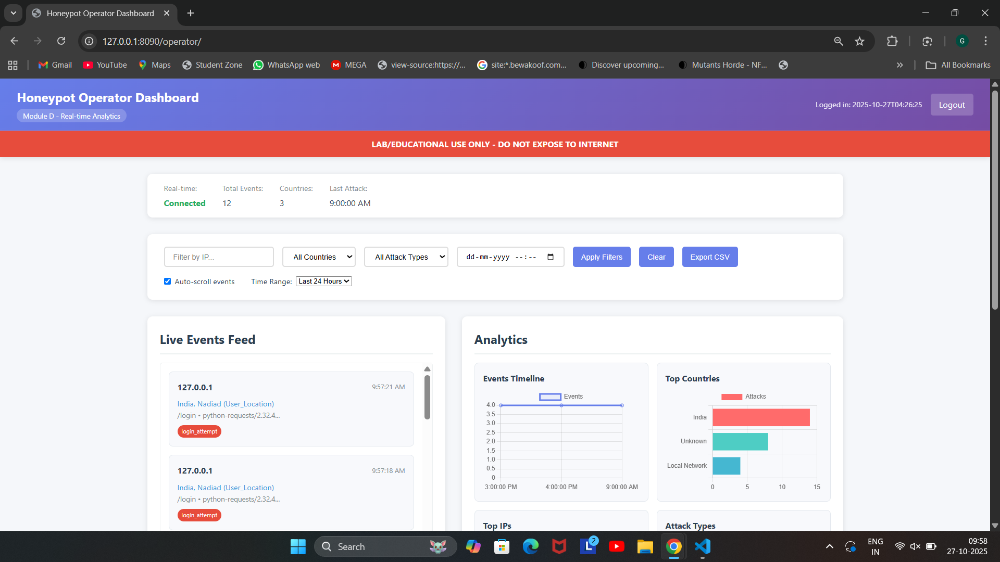 Honeypot Operator Dashboard
127.0.0.1:8090/operator/
G
Gmail
YouTube
Maps
Student Zone
WhatsApp web
M
MEGA
view-source:https://...
site:*.bewakoof.com...
Discover upcoming...
Mutants Horde - NF...
All Bookmarks
Honeypot Operator Dashboard
Module D - Real-time Analytics
Logged in: 2025-10-27T04:26:25
Logout
LAB/EDUCATIONAL USE ONLY - DO NOT EXPOSE TO INTERNET
Real-time:
Total Events:
Countries:
Last Attack:
Connected
12
3
9:00:00 AM
Filter by IP...
All Countries
All Attack Types
dd-mm-yyyy --:--
Apply Filters
Clear
Export CSV
Auto-scroll events
Time Range:
Last 24 Hours
Live Events Feed
127.0.0.1
9:57:21 AM
India, Nadiad (User_Location)
/login • python-requests/2.32.4...
login_attempt
127.0.0.1
9:57:18 AM
India, Nadiad (User_Location)
/login • python-requests/2.32.4...
login_attempt
Analytics
Events Timeline
Events
4.0
3.5
3.0
2.5
2.0
1.5
1.0
0.5
0
3:00:00 PM
4:00:00 PM
9:00:00 AM
Top Countries
Attacks
India
Unknown
Local Network
0
5
10
15
Top IPs
Attack Types
Search
L
2
ENG
IN
09:58
27-10-2025